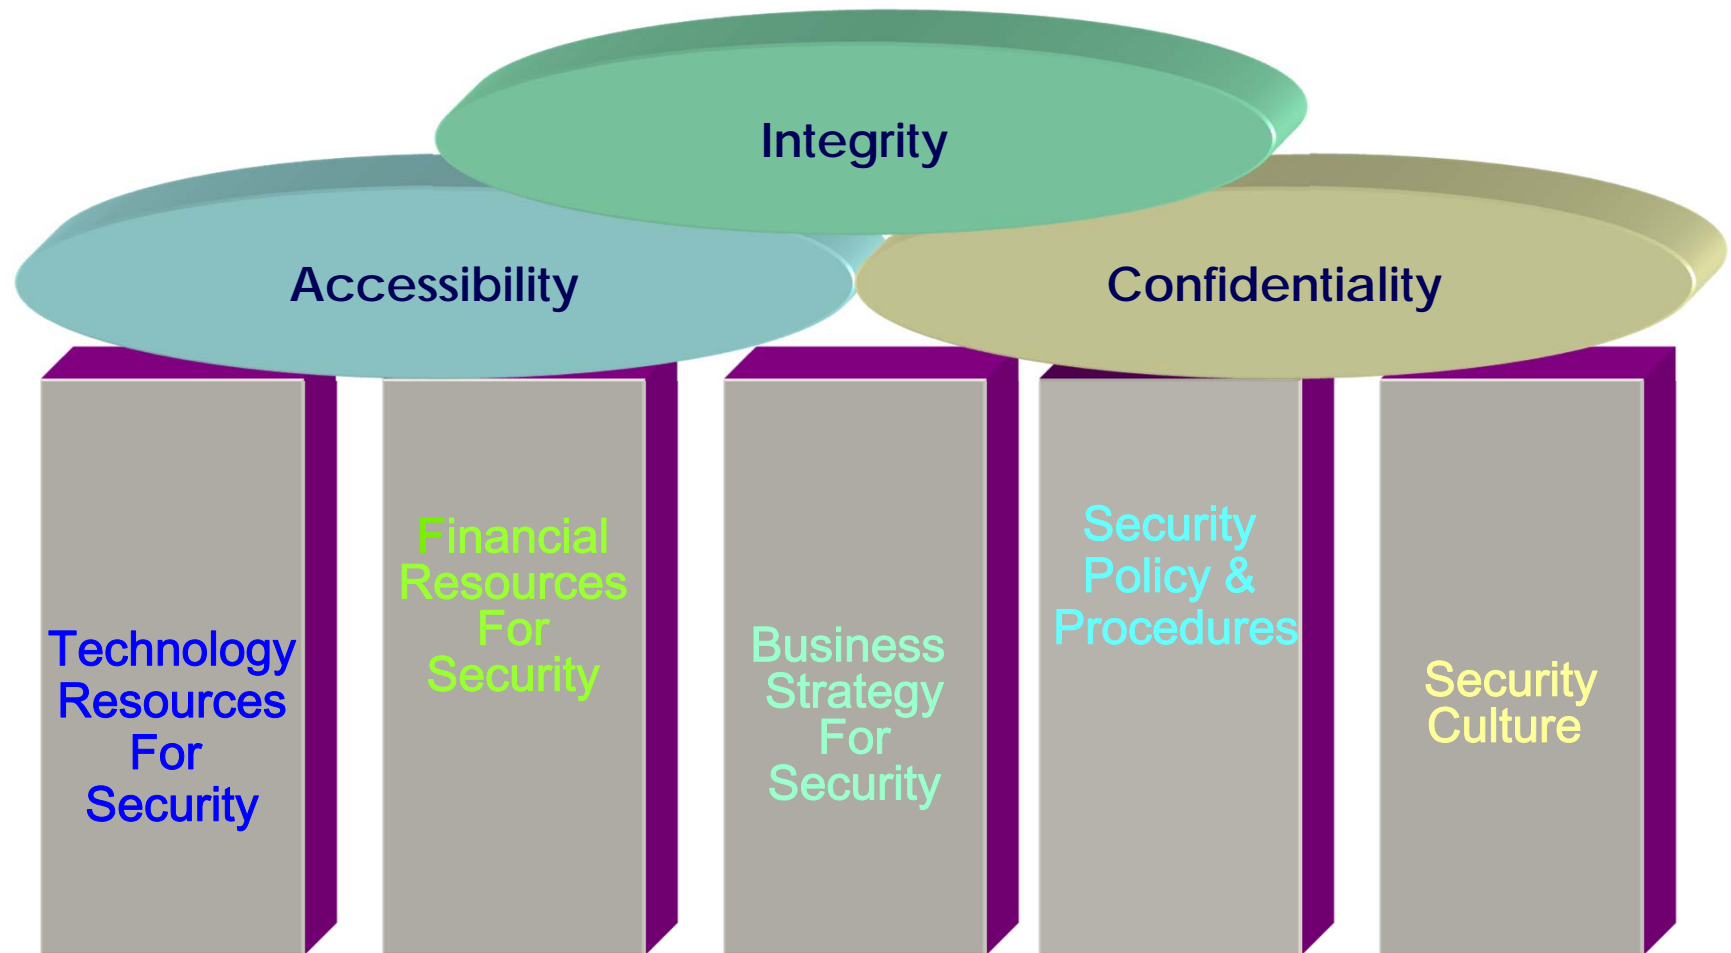 Integrity
Accessibility
Confidentiality
Technology
Resources
For
Security
Financial
Resources
For
Security
Business
Strategy
For
Security
Security
Policy &
Procedures
Security
Culture